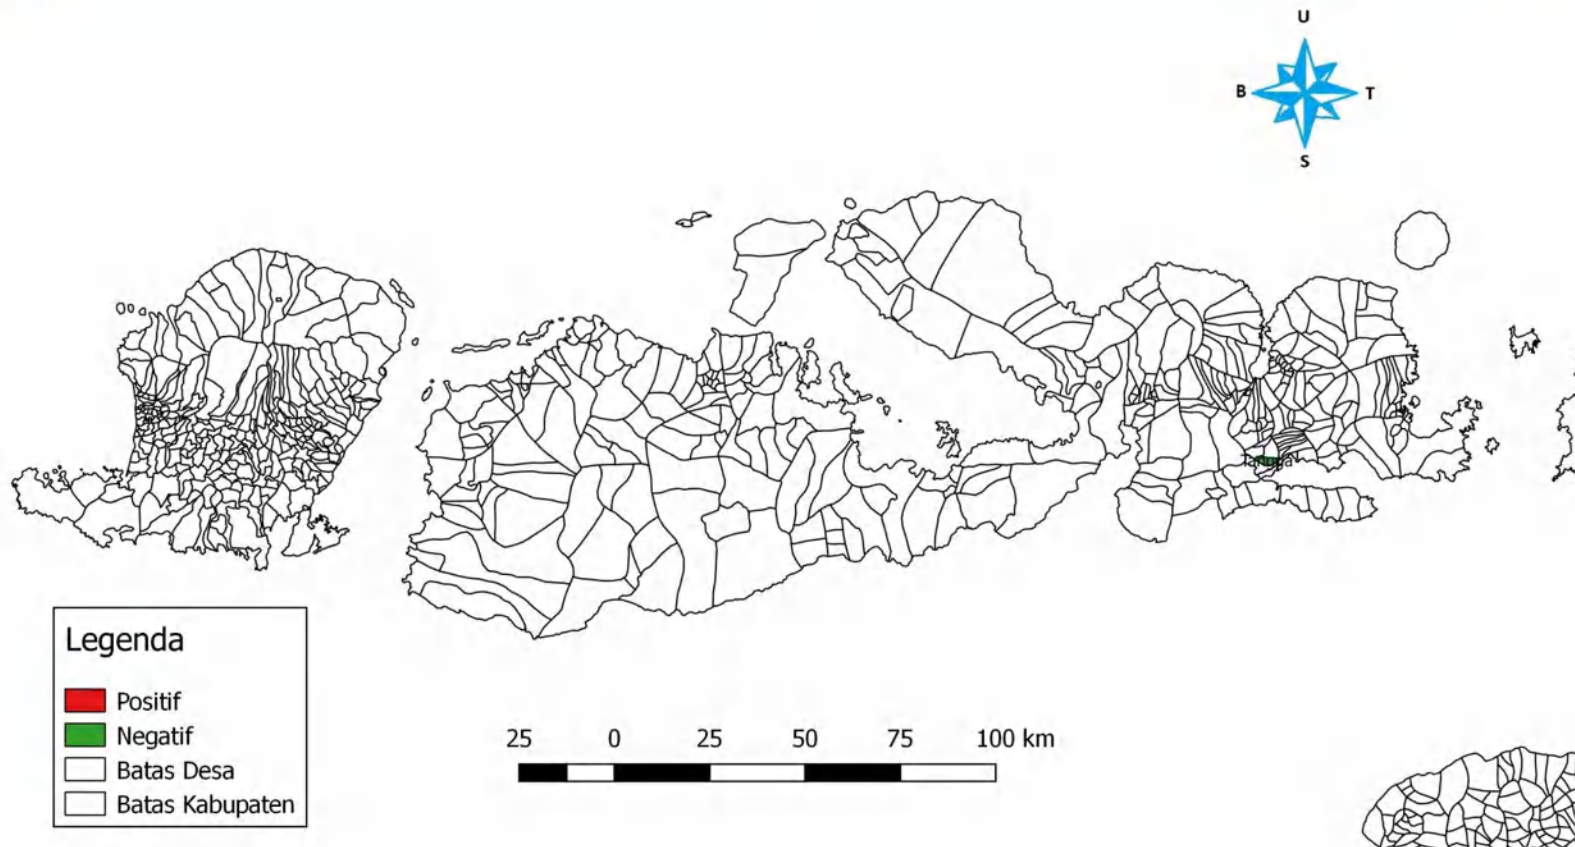 U
B
T
S
Legenda
Positif
Negatif
Batas Desa
Batas Kabupaten
25 0 25 50 75 100 km